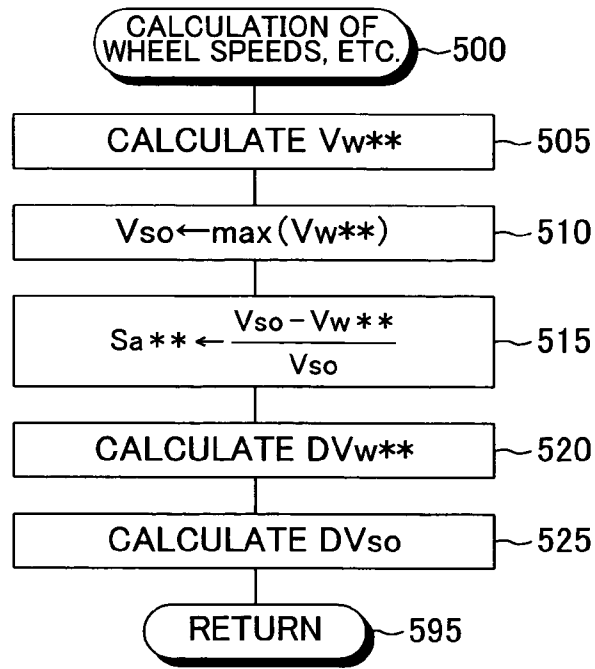 CALCULATION OF
WHEEL SPEEDS, ETC.
500
CALCULATE Vw**
505
Vso←max(Vw**)
510
Sa**← (Vso-Vw**)/Vso
515
CALCULATE DVw**
520
CALCULATE DVso
525
RETURN
595